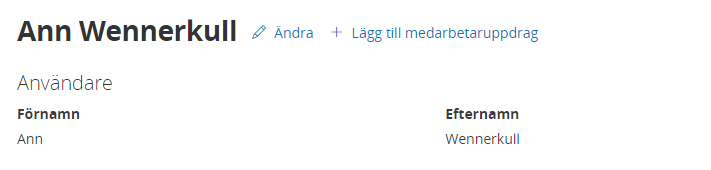 Ann Wennerkull Ändra + Lägg till medarbetaruppdrag
Användare
Förnamn Efternamn
Ann Wennerkull